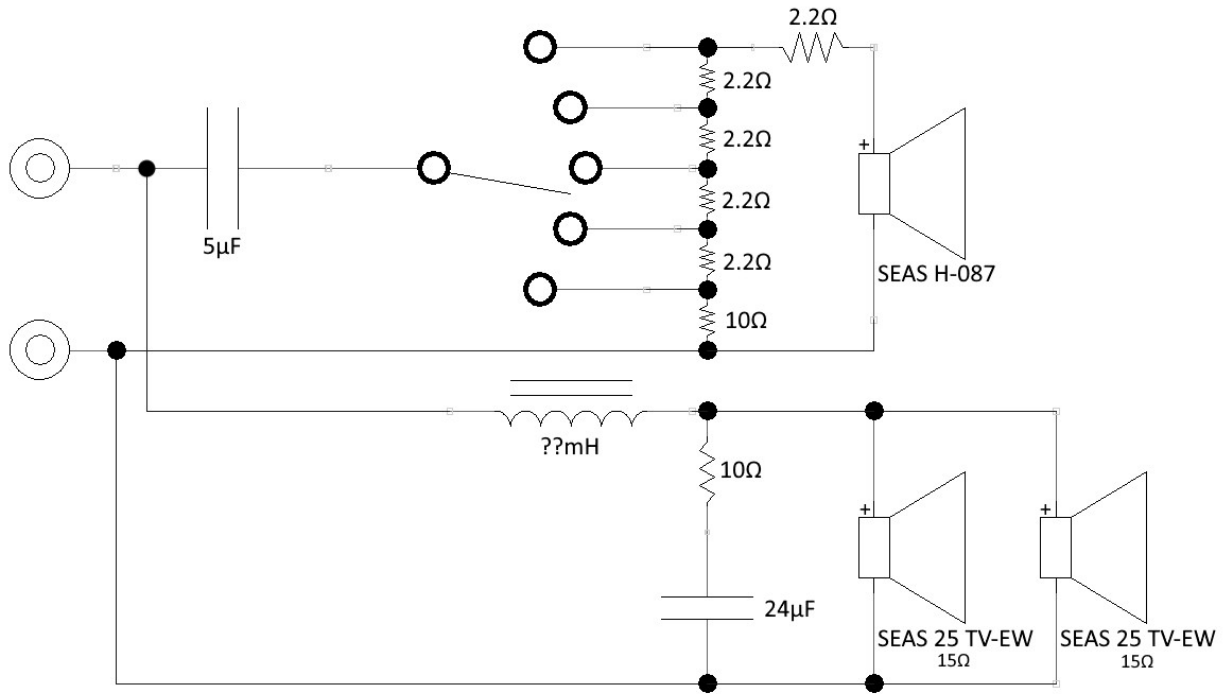 2.2Ω
2.2Ω
2.2Ω
2.2Ω
2.2Ω
10Ω
+
5µF
SEAS H-087
??mH
10Ω
24µF
+
+
SEAS 25 TV-EW
15Ω
SEAS 25 TV-EW
15Ω